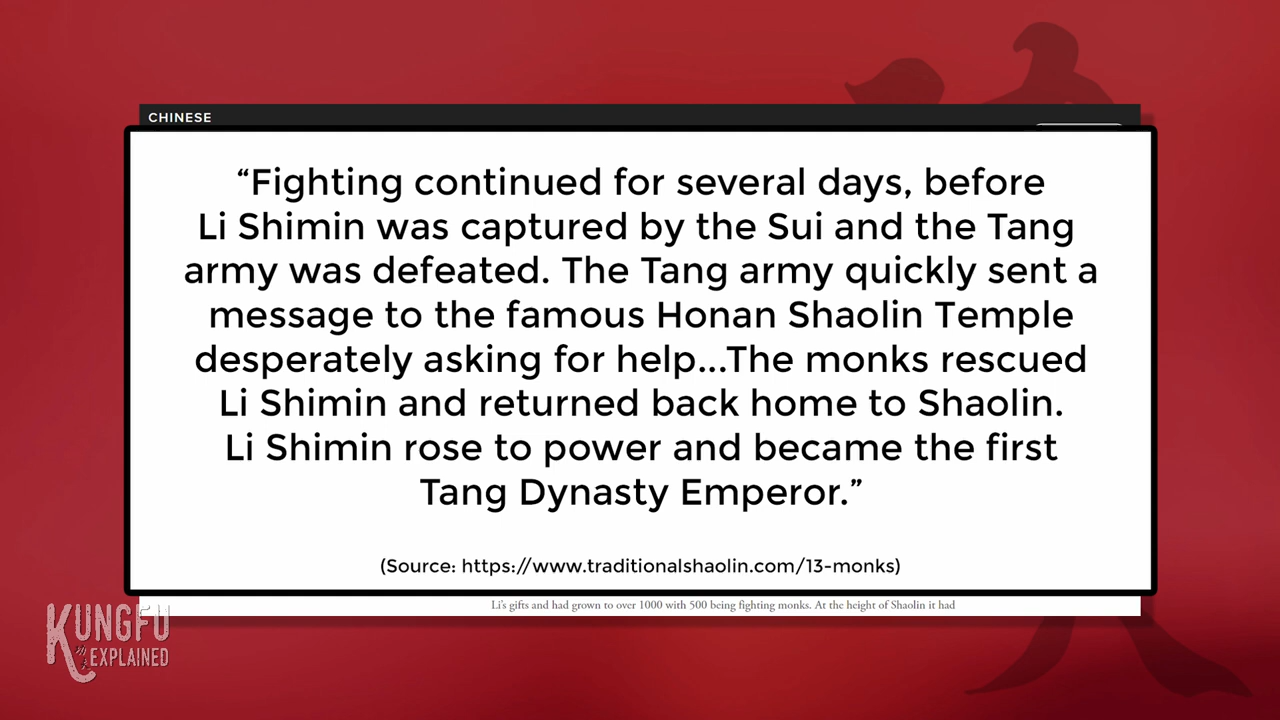 CHINESE
“Fighting continued for several days, before
Li Shimin was captured by the Sui and the Tang
army was defeated. The Tang army quickly sent a
message to the famous Honan Shaolin Temple
desperately asking for help...The monks rescued
Li Shimin and returned back home to Shaolin.
Li Shimin rose to power and became the first
Tang Dynasty Emperor.”
(Source: https://www.traditionalshaolin.com/13-monks)
Li's gifts and had grown to over 1000 with 500 being fighting monks. At the height of Shaolin it had
KUNGFU
EXPLAINED